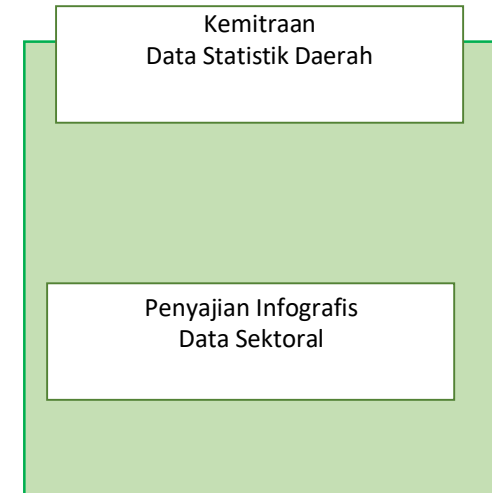 Kemitraan
Data Statistik Daerah
Penyajian Infografis
Data Sektoral